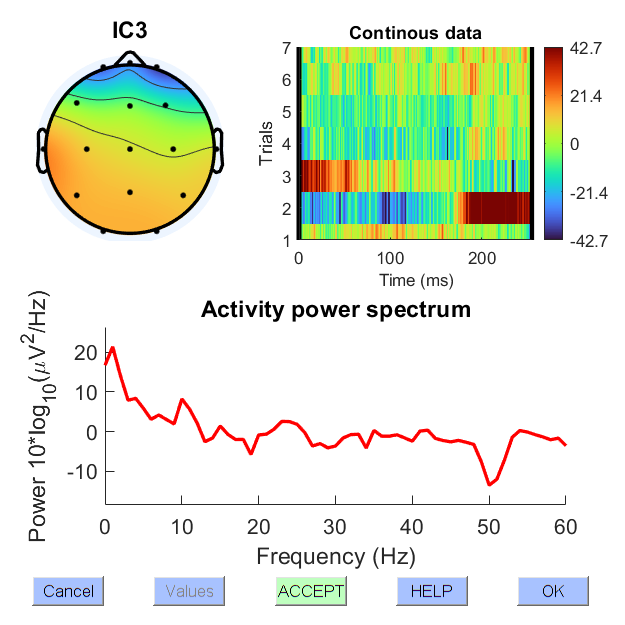 IC3
Continous data
Trials
7
6
5
4
3
2
1
0
100
200
Time (ms)
42.7
21.4
0
-21.4
-42.7
Activity power spectrum
Power 10*log10(μV2/Hz)
20
10
0
-10
0
10
20
30
40
50
60
Frequency (Hz)
Cancel
Values
ACCEPT
HELP
OK